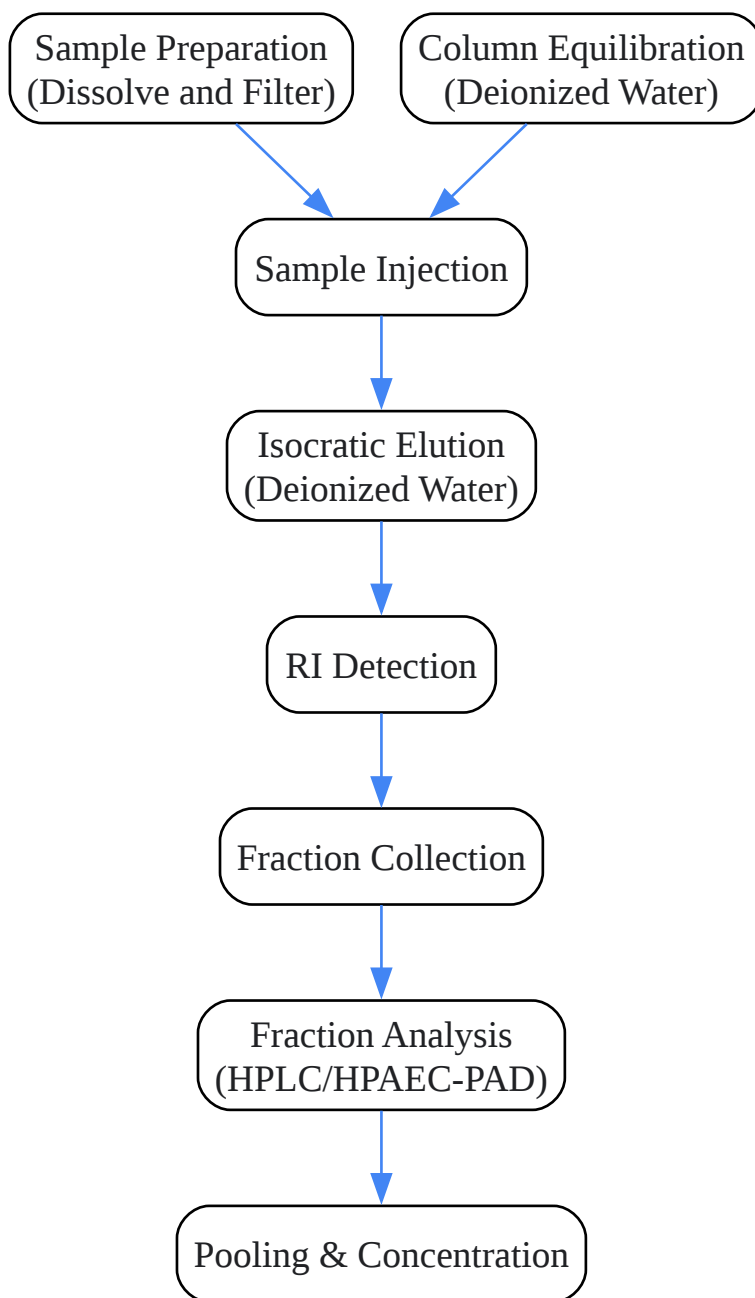 Sample Preparation
(Dissolve and Filter)
Column Equilibration
(Deionized Water)
Sample Injection
Isocratic Elution
(Deionized Water)
RI Detection
Fraction Collection
Fraction Analysis
(HPLC/HPAEC-PAD)
Pooling & Concentration